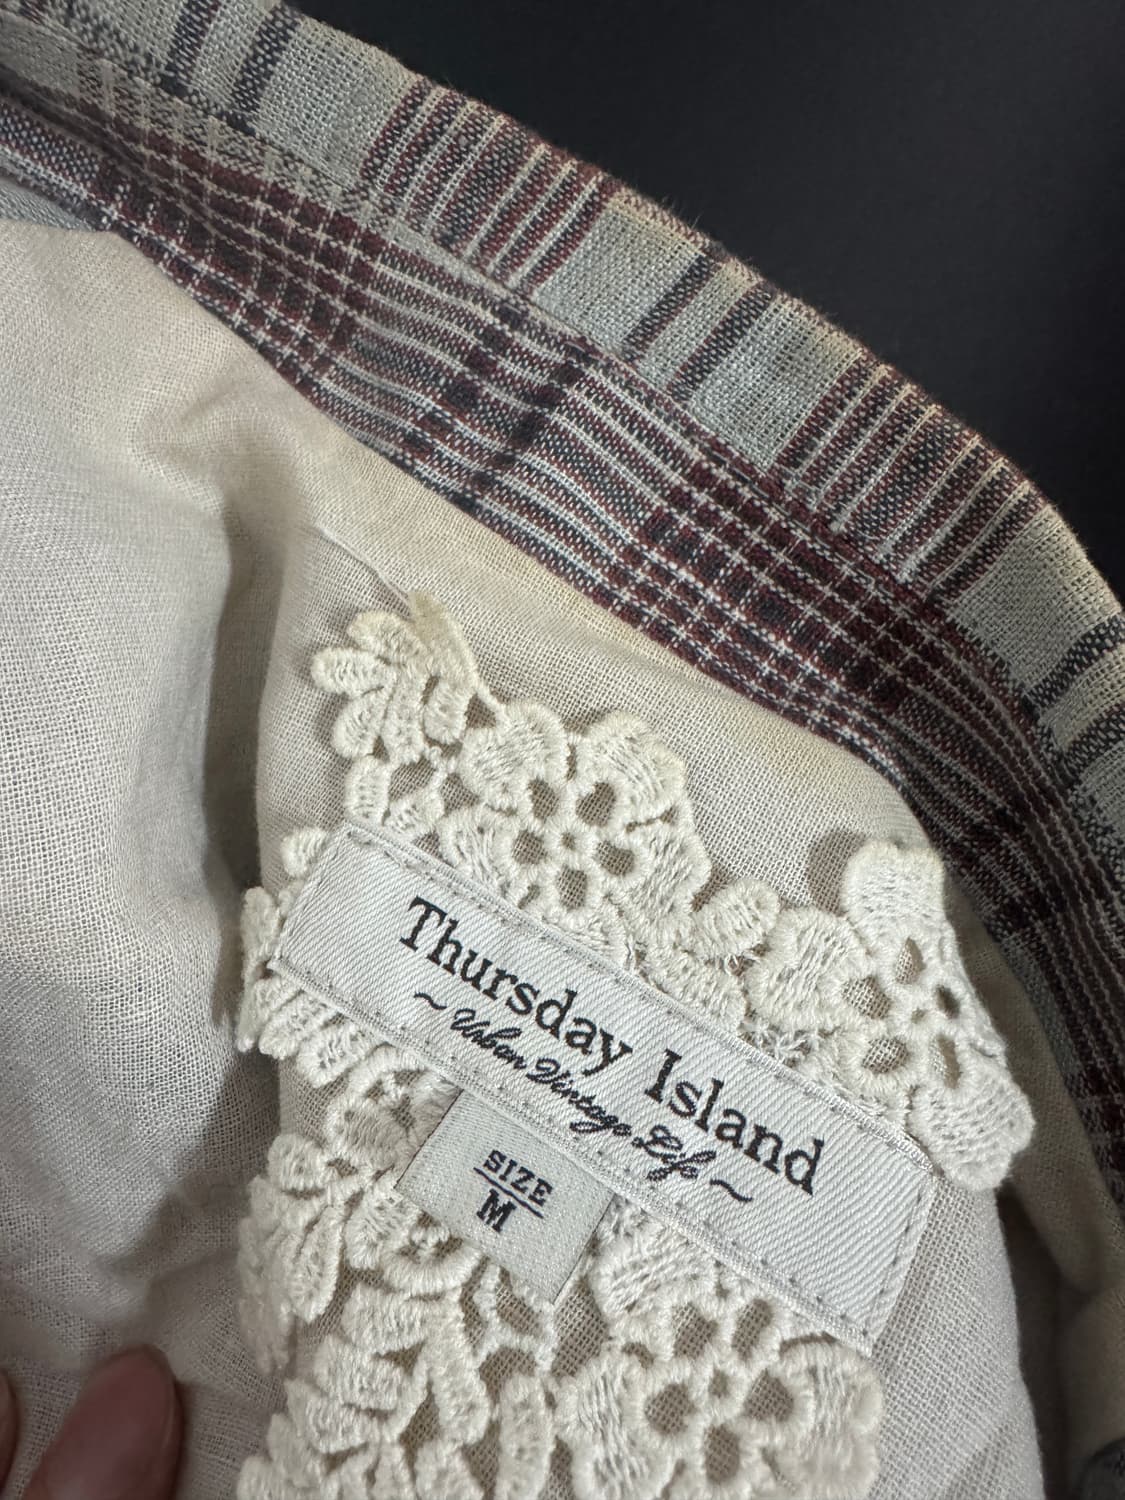 Thursday Island
~ Urban Vintage Life ~
SIZE
M